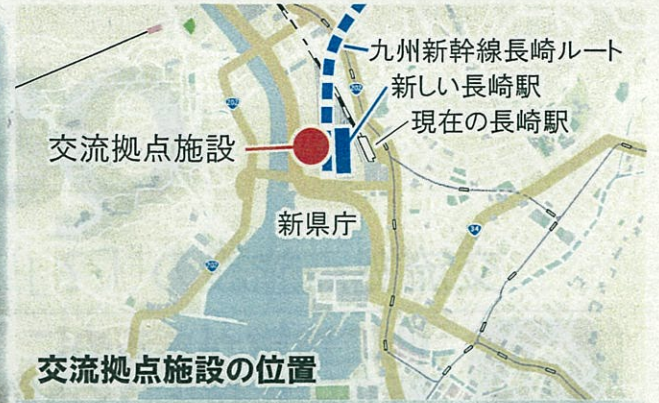 九州新幹線長崎ルート
新しい長崎駅
現在の長崎駅
交流拠点施設
新県庁
202
202
34
交流拠点施設の位置